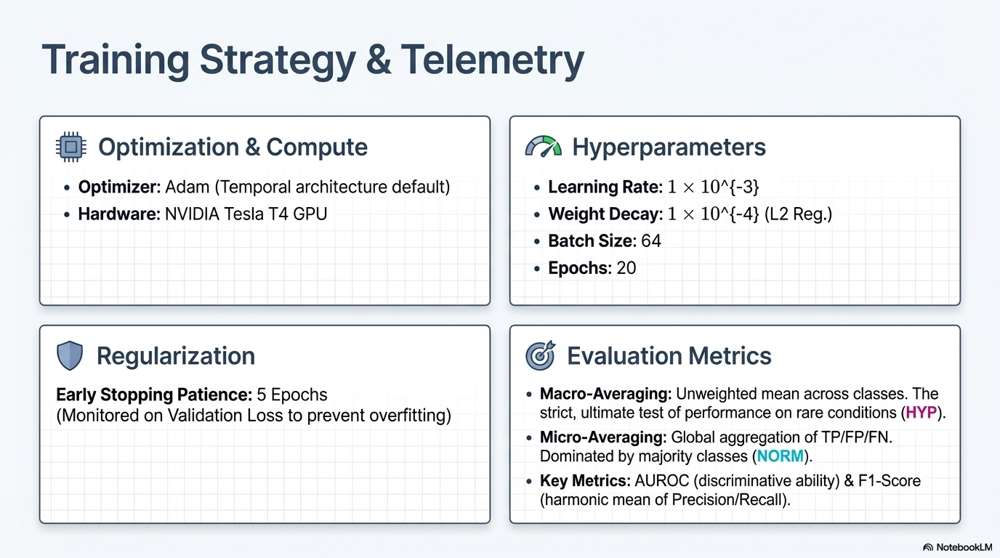 Training Strategy & Telemetry
Optimization & Compute
• Optimizer: Adam (Temporal architecture default)
• Hardware: NVIDIA Tesla T4 GPU
Hyperparameters
• Learning Rate: 1 × 10^{-3}
• Weight Decay: 1 × 10^{-4} (L2 Reg.)
• Batch Size: 64
• Epochs: 20
Regularization
Early Stopping Patience: 5 Epochs
(Monitored on Validation Loss to prevent overfitting)
Evaluation Metrics
• Macro-Averaging: Unweighted mean across classes. The
strict, ultimate test of performance on rare conditions (HYP).
• Micro-Averaging: Global aggregation of TP/FP/FN.
Dominated by majority classes (NORM).
• Key Metrics: AUROC (discriminative ability) & F1-Score
(harmonic mean of Precision/Recall).
NotebookLM